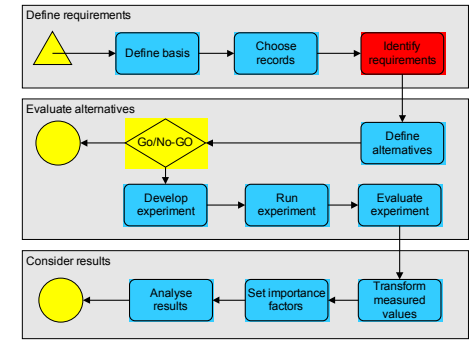 Define requirements
Define basis
Choose
records
Identify
requirements
Evaluate alternatives
Go/No-GO
Define
alternatives
Develop
experiment
Run
experiment
Evaluate
experiment
Consider results
Analyse
results
Set importance
factors
Transform
measured
values